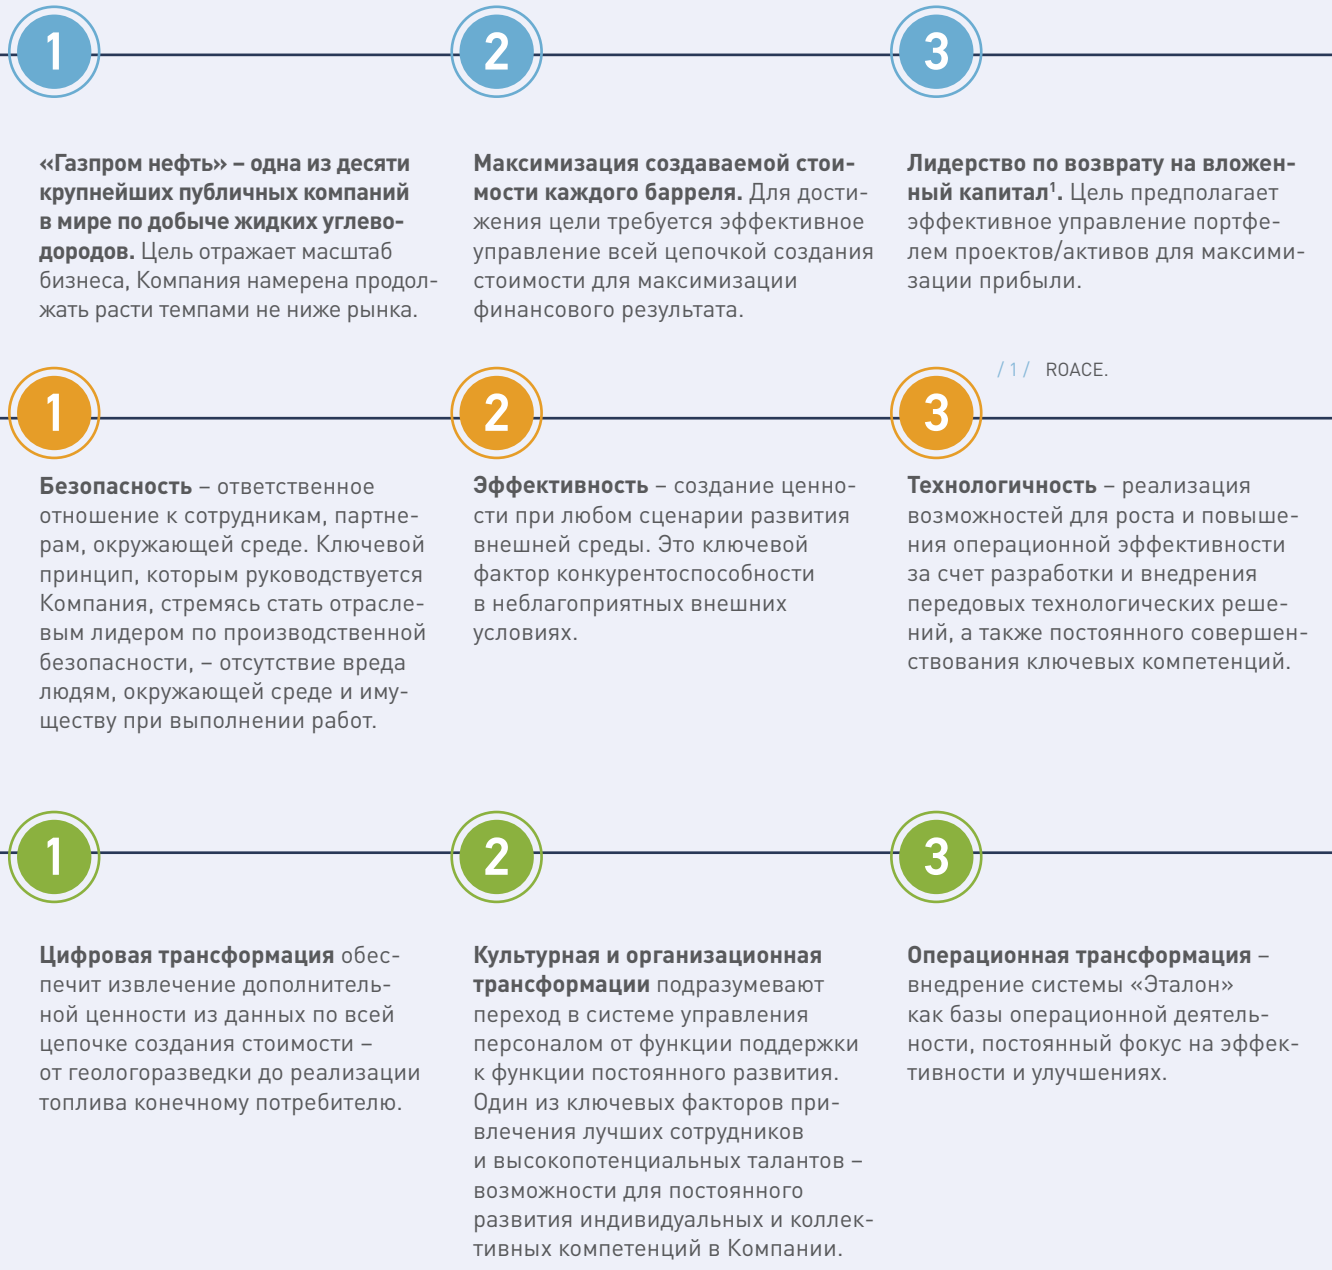 1
2
3
«Газпром нефть» – одна из десяти
крупнейших публичных компаний
в мире по добыче жидких углево-
дородов. Цель отражает масштаб
бизнеса, Компания намерена продол-
жать расти темпами не ниже рынка.
Максимизация создаваемой стои-
мости каждого барреля. Для дости-
жения цели требуется эффективное
управление всей цепочкой создания
стоимости для максимизации
финансового результата.
Лидерство по возврату на вложен-
ный капитал¹. Цель предполагает
эффективное управление портфе-
лем проектов/активов для максими-
зации прибыли.
/ 1 / ROACE.
1
2
3
Безопасность – ответственное
отношение к сотрудникам, партне-
рам, окружающей среде. Ключевой
принцип, которым руководствуется
Компания, стремясь стать отрасле-
вым лидером по производственной
безопасности, – отсутствие вреда
людям, окружающей среде и иму-
ществу при выполнении работ.
Эффективность – создание ценно-
сти при любом сценарии развития
внешней среды. Это ключевой
фактор конкурентоспособности
в неблагоприятных внешних
условиях.
Технологичность – реализация
возможностей для роста и повыше-
ния операционной эффективности
за счет разработки и внедрения
передовых технологических реше-
ний, а также постоянного совершен-
ствования ключевых компетенций.
1
2
3
Цифровая трансформация обес-
печит извлечение дополнитель-
ной ценности из данных по всей
цепочке создания стоимости –
от геологоразведки до реализации
топлива конечному потребителю.
Культурная и организационная
трансформации подразумевают
переход в системе управления
персоналом от функции поддержки
к функции постоянного развития.
Один из ключевых факторов при-
влечения лучших сотрудников
и высокопотенциальных талантов –
возможности для постоянного
развития индивидуальных и коллек-
тивных компетенций в Компании.
Операционная трансформация –
внедрение системы «Эталон»
как базы операционной деятель-
ности, постоянный фокус на эффек-
тивности и улучшениях.